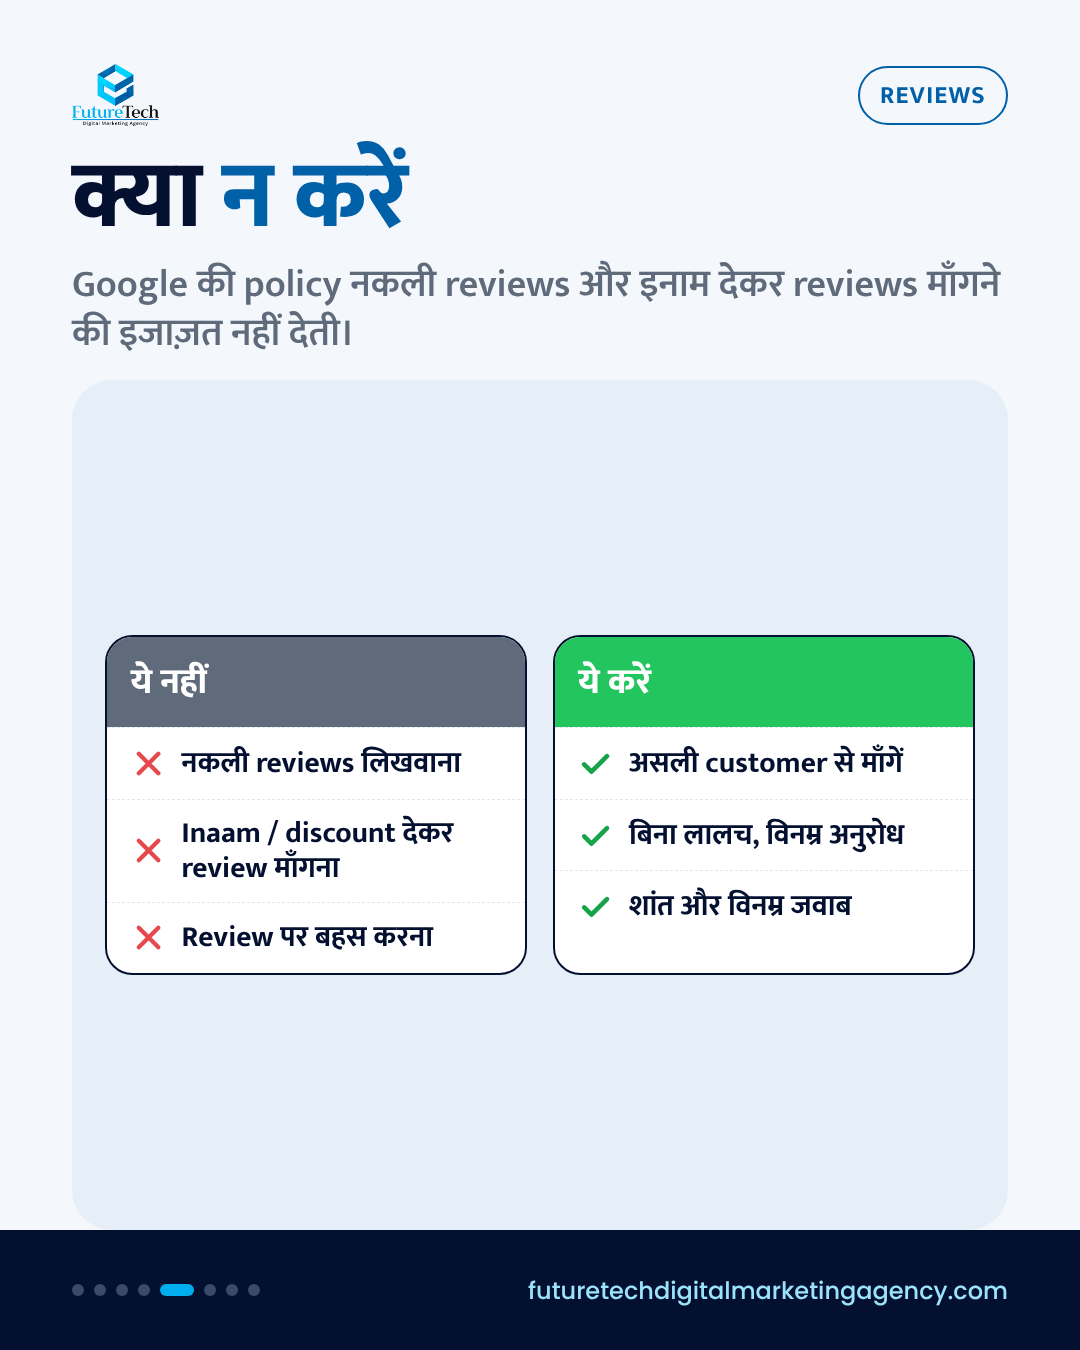 FutureTech
Digital Marketing Agency
REVIEWS
क्या न करें
Google की policy नकली reviews और इनाम देकर reviews माँगने
की इजाज़त नहीं देती।
ये नहीं
नकली reviews लिखवाना
Inaam / discount देकर
review माँगना
Review पर बहस करना
ये करें
असली customer से माँगें
बिना लालच, विनम्र अनुरोध
शांत और विनम्र जवाब
futuretechdigitalmarketingagency.com